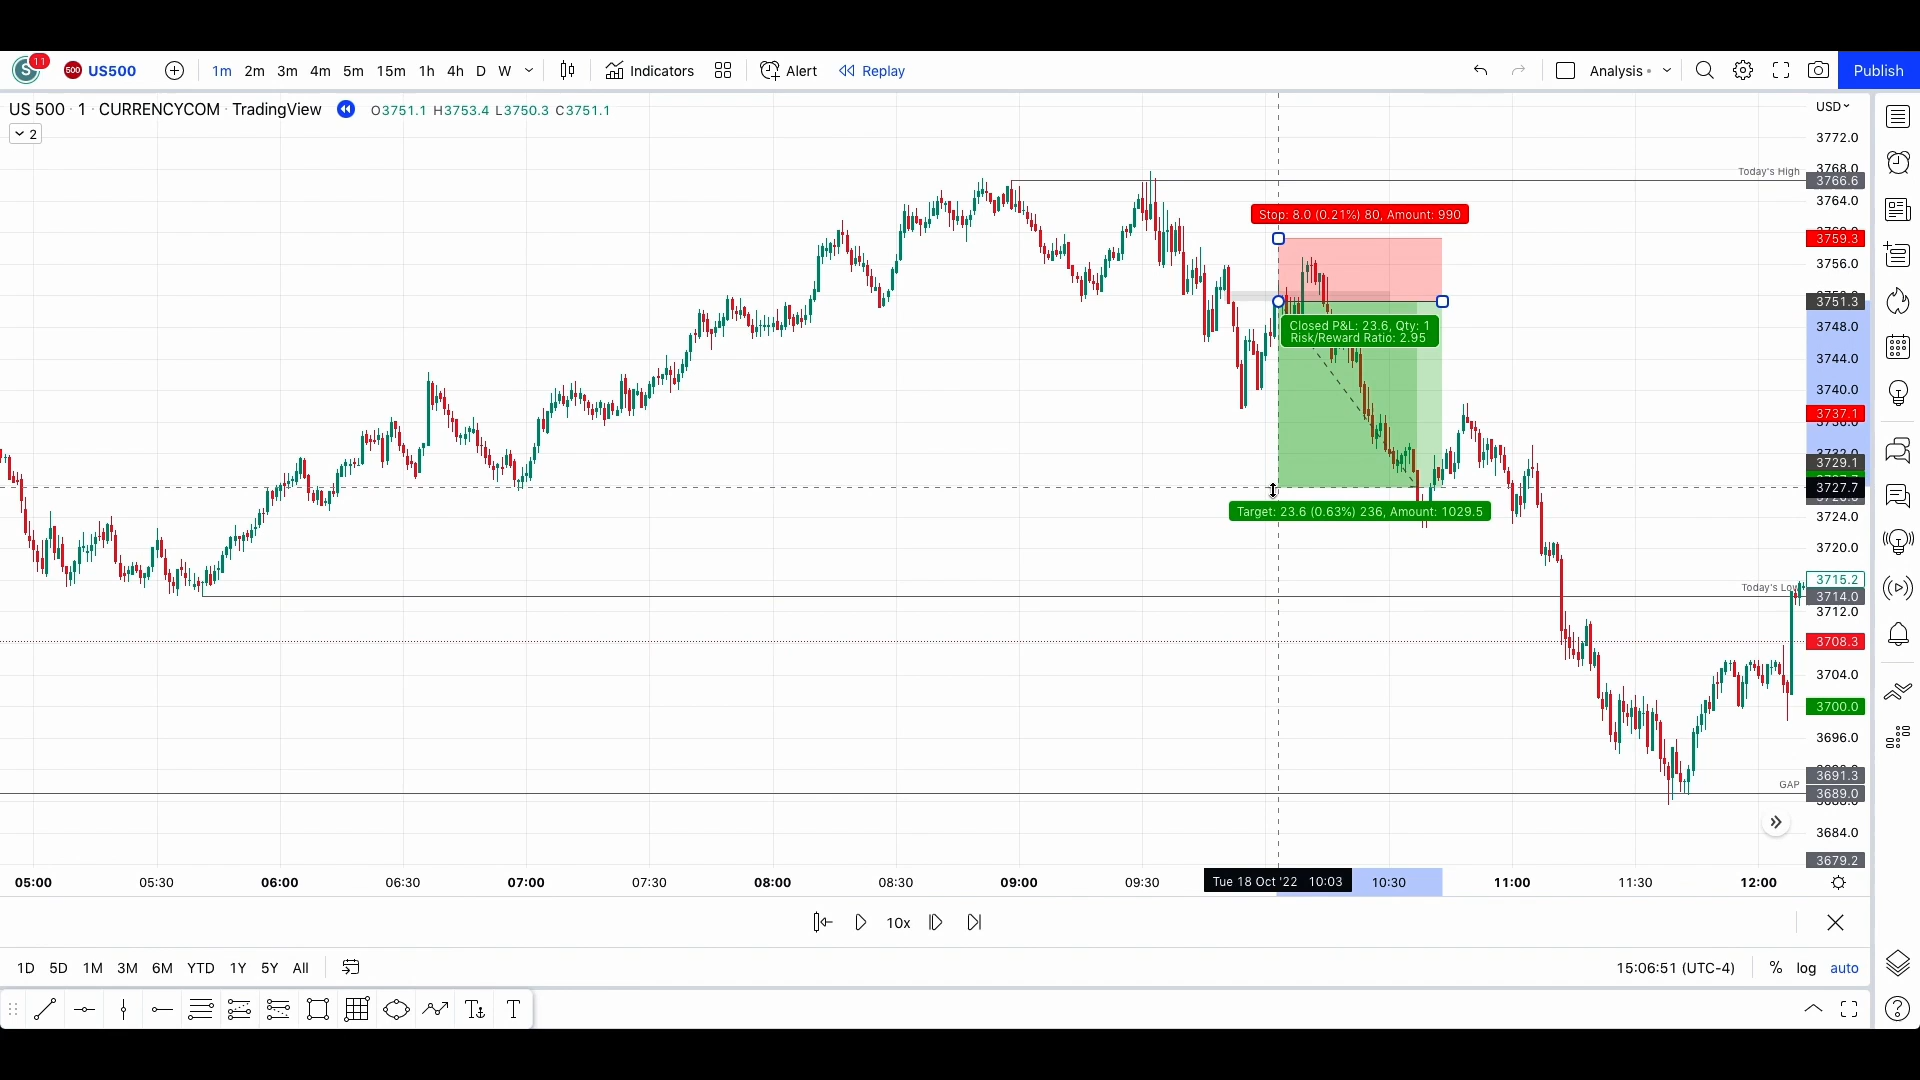 S 11 500 US500 1m 2m 3m 4m 5m 15m 1h 4h D W Indicators Alert Replay Analysis Publish
US 500 · 1 · CURRENCYCOM · TradingView O3751.1 H3753.4 L3750.3 C3751.1
2
USD
3772.0
3768.0
Today's High
3766.6
3764.0
Stop: 8.0 (0.21%) 80, Amount: 990
3759.3
3756.0
3751.3
Closed P&L: 23.6, Qty: 1
Risk/Reward Ratio: 2.95
3748.0
3744.0
3740.0
3737.1
3736.0
3729.1
3727.7
Target: 23.6 (0.63%) 236, Amount: 1029.5
3724.0
3720.0
3715.2
Today's Low
3714.0
3712.0
3708.3
3704.0
3700.0
3696.0
3691.3
GAP
3689.0
3684.0
3679.2
05:00 05:30 06:00 06:30 07:00 07:30 08:00 08:30 09:00 09:30 Tue 18 Oct '22 10:03 10:30 11:00 11:30 12:00
10x
1D 5D 1M 3M 6M YTD 1Y 5Y All 15:06:51 (UTC-4) % log auto
T T